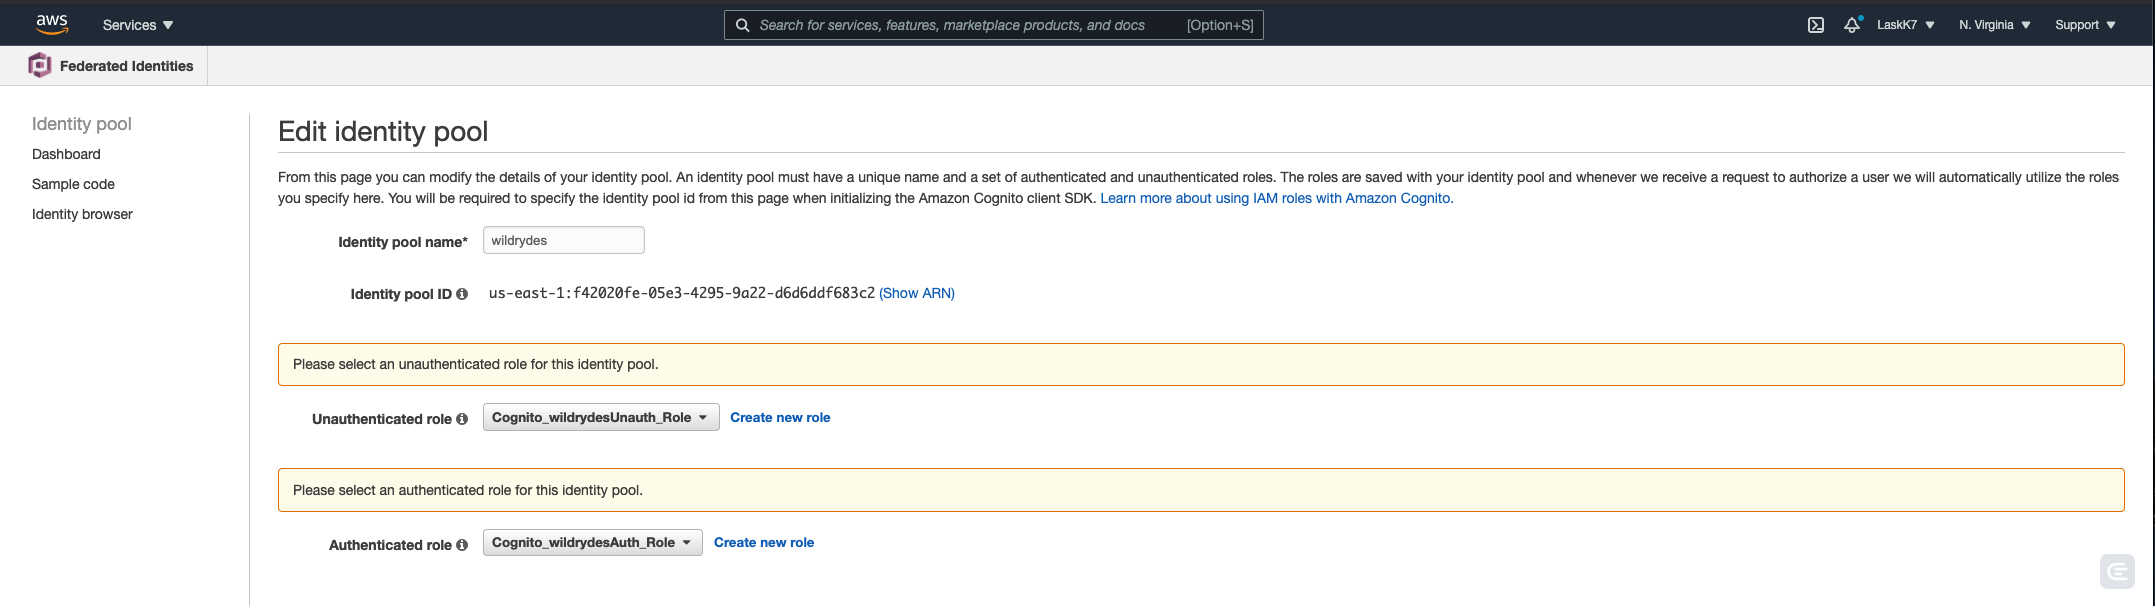 aws Services Search for services, features, marketplace products, and docs [Option+S] LaskK7 N. Virginia Support
Federated Identities
Identity pool
Dashboard
Sample code
Identity browser
Edit identity pool
From this page you can modify the details of your identity pool. An identity pool must have a unique name and a set of authenticated and unauthenticated roles. The roles are saved with your identity pool and whenever we receive a request to authorize a user we will automatically utilize the roles
you specify here. You will be required to specify the identity pool id from this page when initializing the Amazon Cognito client SDK. Learn more about using IAM roles with Amazon Cognito.
Identity pool name* wildrydes
Identity pool ID us-east-1:f42020fe-05e3-4295-9a22-d6d6ddf683c2 (Show ARN)
Please select an unauthenticated role for this identity pool.
Unauthenticated role Cognito_wildrydesUnauth_Role Create new role
Please select an authenticated role for this identity pool.
Authenticated role Cognito_wildrydesAuth_Role Create new role